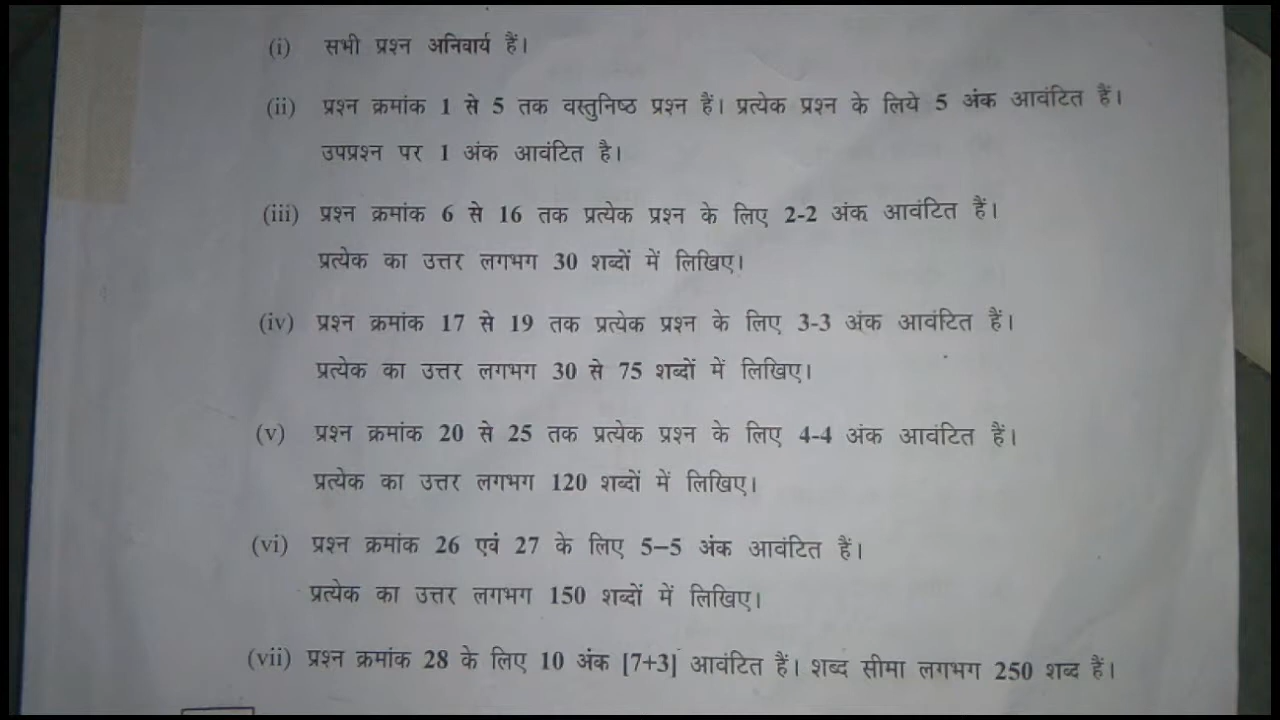 (i) सभी प्रश्न अनिवार्य हैं।
(ii) प्रश्न क्रमांक 1 से 5 तक वस्तुनिष्ठ प्रश्न हैं। प्रत्येक प्रश्न के लिये 5 अंक आवंटित हैं।
उपप्रश्न पर 1 अंक आवंटित है।
(iii) प्रश्न क्रमांक 6 से 16 तक प्रत्येक प्रश्न के लिए 2-2 अंक आवंटित हैं।
प्रत्येक का उत्तर लगभग 30 शब्दों में लिखिए।
(iv) प्रश्न क्रमांक 17 से 19 तक प्रत्येक प्रश्न के लिए 3-3 अंक आवंटित हैं।
प्रत्येक का उत्तर लगभग 30 से 75 शब्दों में लिखिए।
(v) प्रश्न क्रमांक 20 से 25 तक प्रत्येक प्रश्न के लिए 4-4 अंक आवंटित हैं।
प्रत्येक का उत्तर लगभग 120 शब्दों में लिखिए।
(vi) प्रश्न क्रमांक 26 एवं 27 के लिए 5–5 अंक आवंटित हैं।
प्रत्येक का उत्तर लगभग 150 शब्दों में लिखिए।
(vii) प्रश्न क्रमांक 28 के लिए 10 अंक [7+3] आवंटित हैं। शब्द सीमा लगभग 250 शब्द हैं।